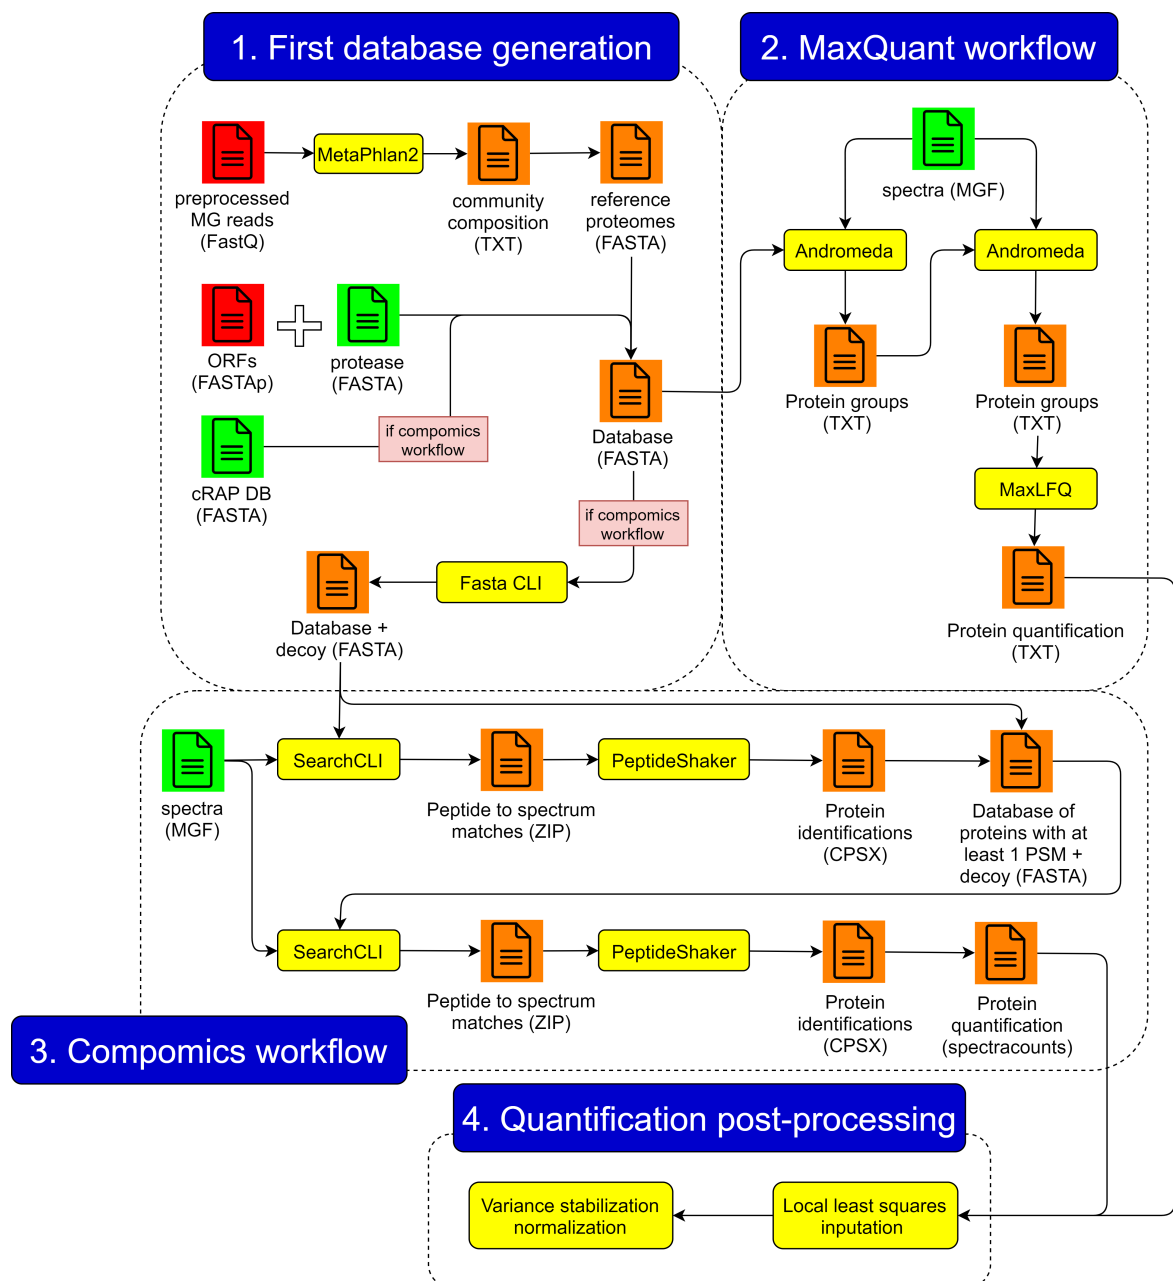 1. First database generation
2. MaxQuant workflow
MetaPhlan2
preprocessed
MG reads
(FastQ)
community
composition
(TXT)
reference
proteomes
(FASTA)
spectra (MGF)
Andromeda
Andromeda
ORFs
(FASTAp)
protease
(FASTA)
Protein groups
(TXT)
Protein groups
(TXT)
if compomics
workflow
Database
(FASTA)
cRAP DB
(FASTA)
MaxLFQ
if compomics
workflow
Fasta CLI
Database +
decoy (FASTA)
Protein quantification
(TXT)
spectra
(MGF)
SearchCLI
Peptide to spectrum
matches (ZIP)
PeptideShaker
Protein
identifications
(CPSX)
Database of
proteins with at
least 1 PSM +
decoy (FASTA)
SearchCLI
Peptide to spectrum
matches (ZIP)
PeptideShaker
Protein
identifications
(CPSX)
Protein
quantification
(spectracounts)
3. Compomics workflow
4. Quantification post-processing
Variance stabilization
normalization
Local least squares
inputation